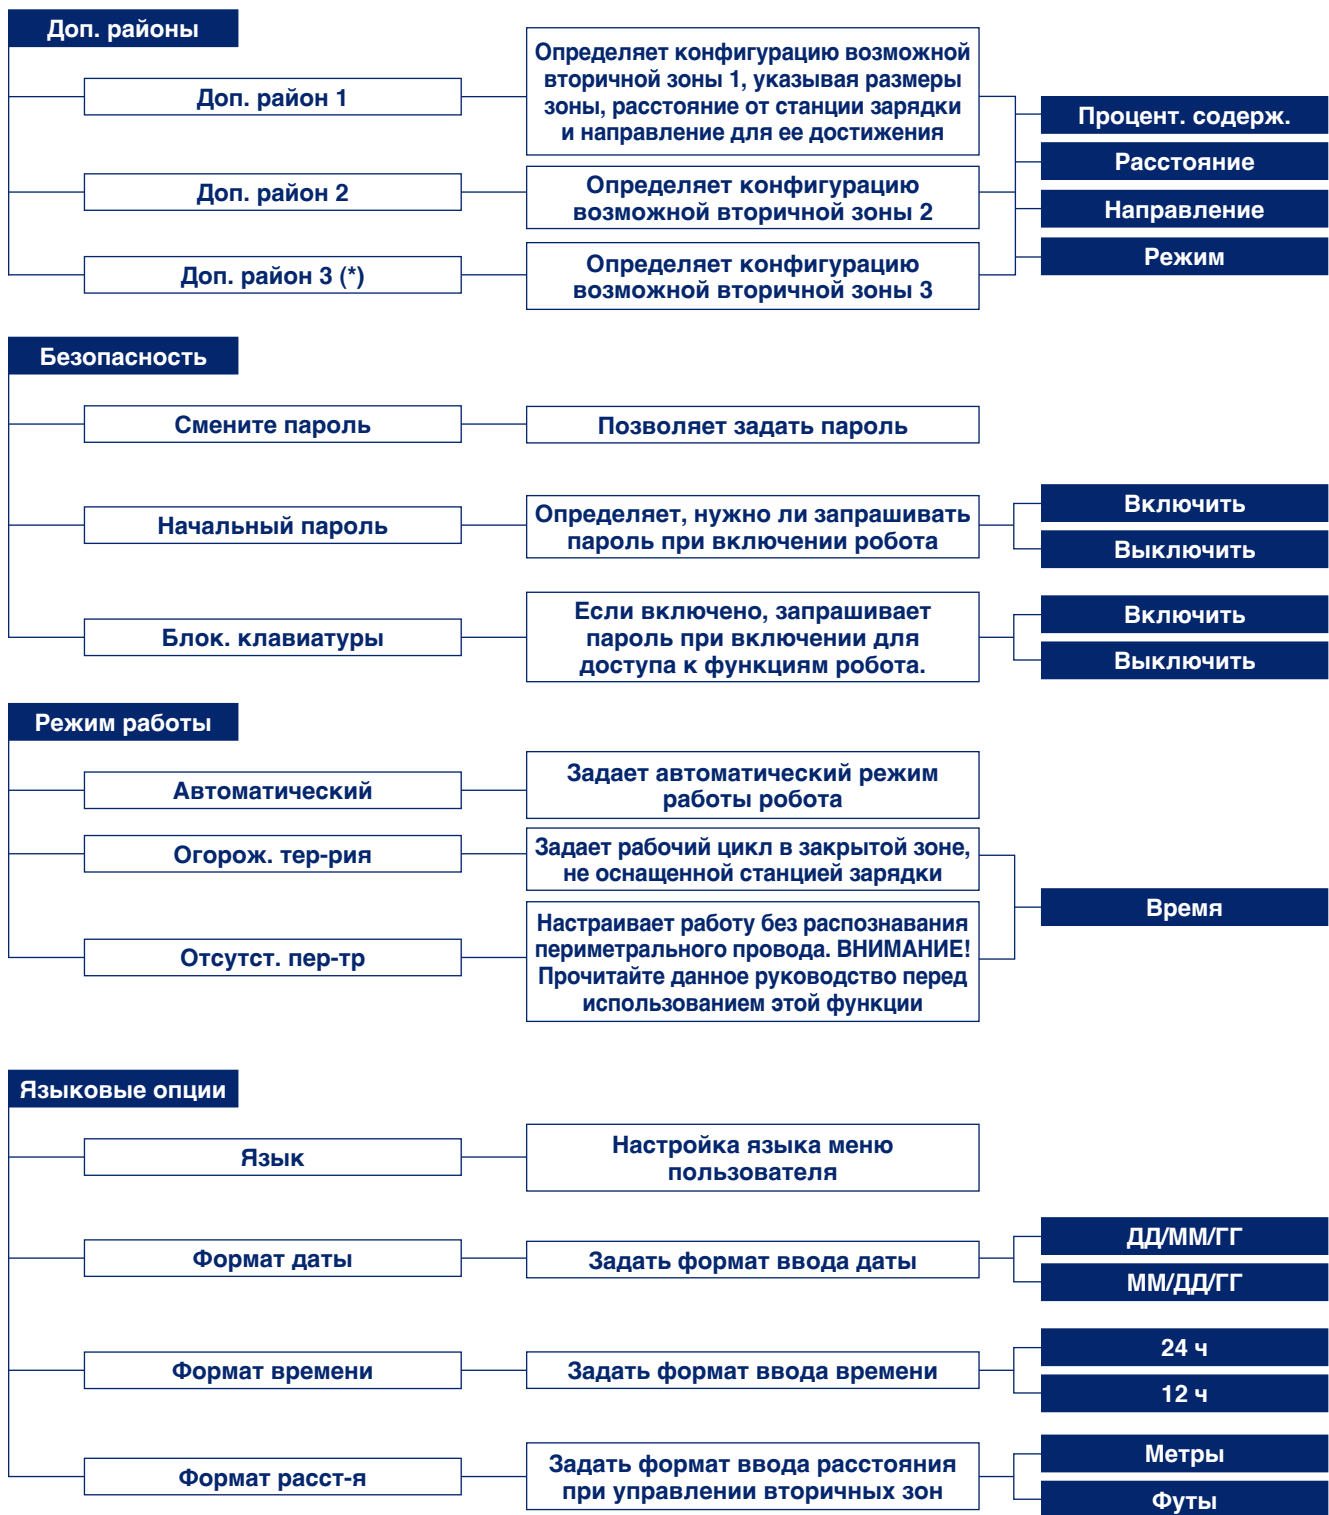 Доп. районы
Доп. район 1
Определяет конфигурацию возможной
вторичной зоны 1, указывая размеры
зоны, расстояние от станции зарядки
и направление для ее достижения
Доп. район 2
Определяет конфигурацию
возможной вторичной зоны 2
Доп. район 3 (*)
Определяет конфигурацию
возможной вторичной зоны 3
Процент. содерж.
Расстояние
Направление
Режим
Безопасность
Смените пароль
Позволяет задать пароль
Начальный пароль
Определяет, нужно ли запрашивать
пароль при включении робота
Включить
Выключить
Блок. клавиатуры
Если включено, запрашивает
пароль при включении для
доступа к функциям робота.
Включить
Выключить
Режим работы
Автоматический
Задает автоматический режим
работы робота
Огорож. тер-рия
Задает рабочий цикл в закрытой зоне,
не оснащенной станцией зарядки
Отсутст. пер-тр
Настраивает работу без распознавания
периметрального провода. ВНИМАНИЕ!
Прочитайте данное руководство перед
использованием этой функции
Время
Языковые опции
Язык
Настройка языка меню
пользователя
Формат даты
Задать формат ввода даты
ДД/ММ/ГГ
ММ/ДД/ГГ
Формат времени
Задать формат ввода времени
24 ч
12 ч
Формат расст-я
Задать формат ввода расстояния
при управлении вторичных зон
Метры
Футы